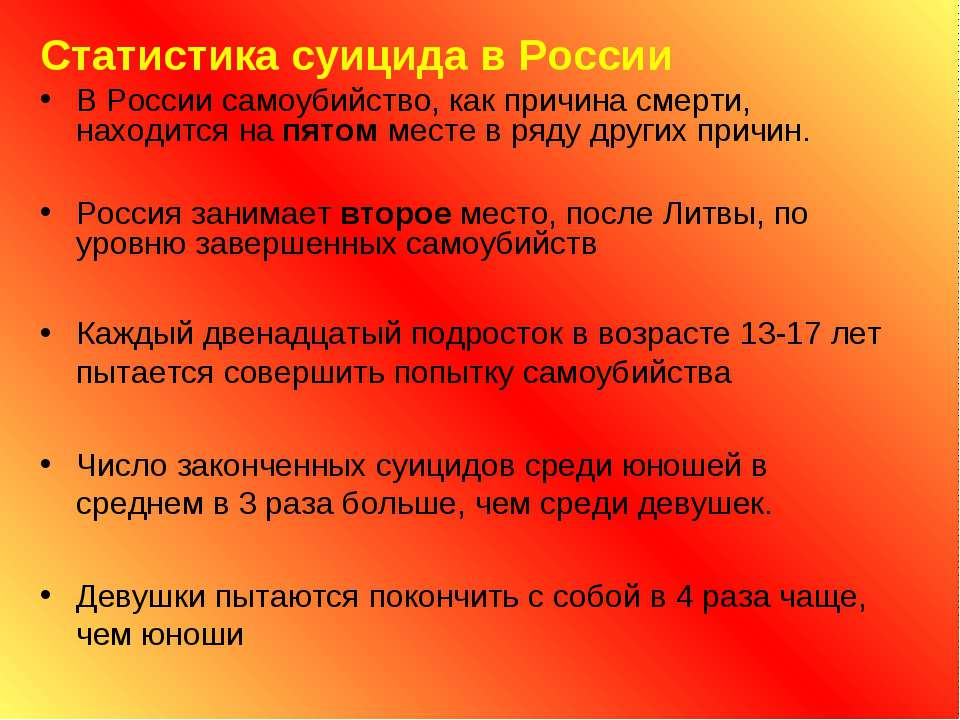 Статистика суицида в России
• В России самоубийство, как причина смерти,
находится на пятом месте в ряду других причин.
• Россия занимает второе место, после Литвы, по
уровню завершенных самоубийств
• Каждый двенадцатый подросток в возрасте 13-17 лет
пытается совершить попытку самоубийства
• Число законченных суицидов среди юношей в
среднем в 3 раза больше, чем среди девушек.
• Девушки пытаются покончить с собой в 4 раза чаще,
чем юноши